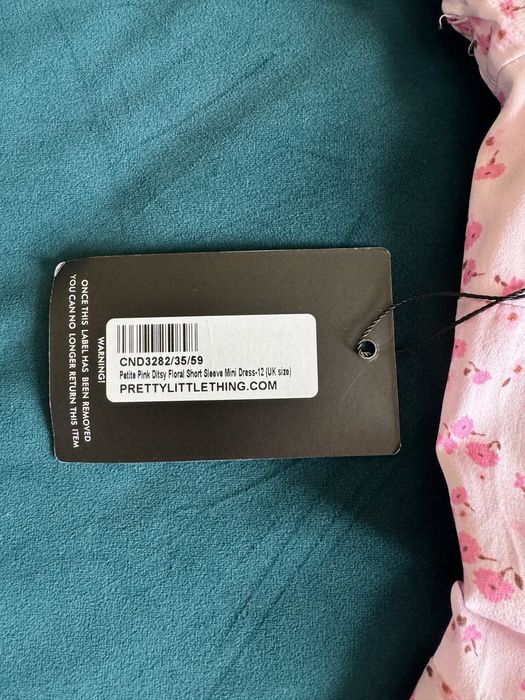 CND3282/35/59
Petite Pink Ditsy Floral Short Sleeve Mini Dress-12 (UK size)
PRETTYLITTLETHING.COM
WARNING!
ONCE THIS LABEL HAS BEEN REMOVED
YOU CAN NO LONGER RETURN THIS ITEM